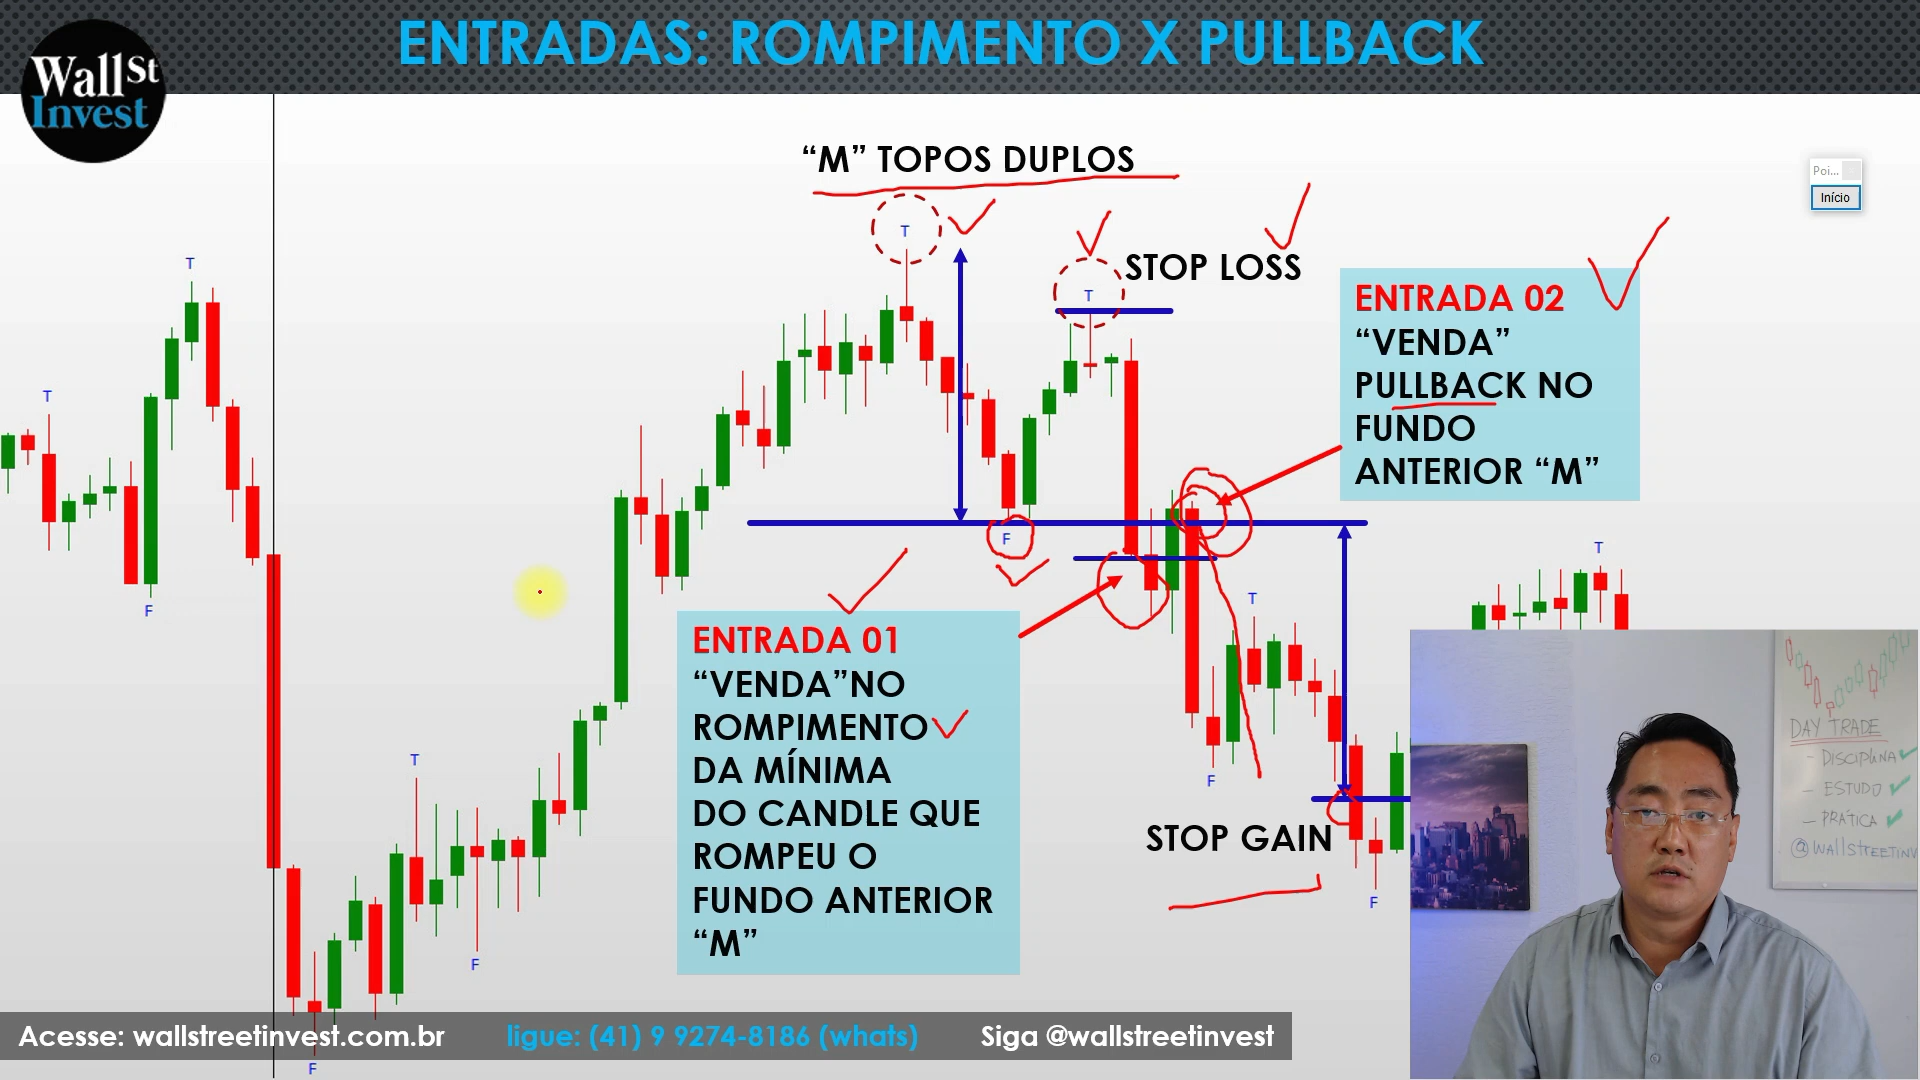 ENTRADAS: ROMPIMENTO X PULLBACK
Wall St
Invest
“M” TOPOS DUPLOS
Poi...
Início
T
T
STOP LOSS
T
T
T
F
ENTRADA 02
“VENDA”
PULLBACK NO
FUNDO
ANTERIOR “M”
F
T
T
F
ENTRADA 01
“VENDA”NO
ROMPIMENTO
DA MÍNIMA
DO CANDLE QUE
ROMPEU O
FUNDO ANTERIOR
“M”
T
F
F
STOP GAIN
F
F
DAY TRADE
- DISCIPLINA
- ESTUDO
- PRÁTICA
@WALLSTREETINV
Acesse: wallstreetinvest.com.br
ligue: (41) 9 9274-8186 (whats)
Siga @wallstreetinvest